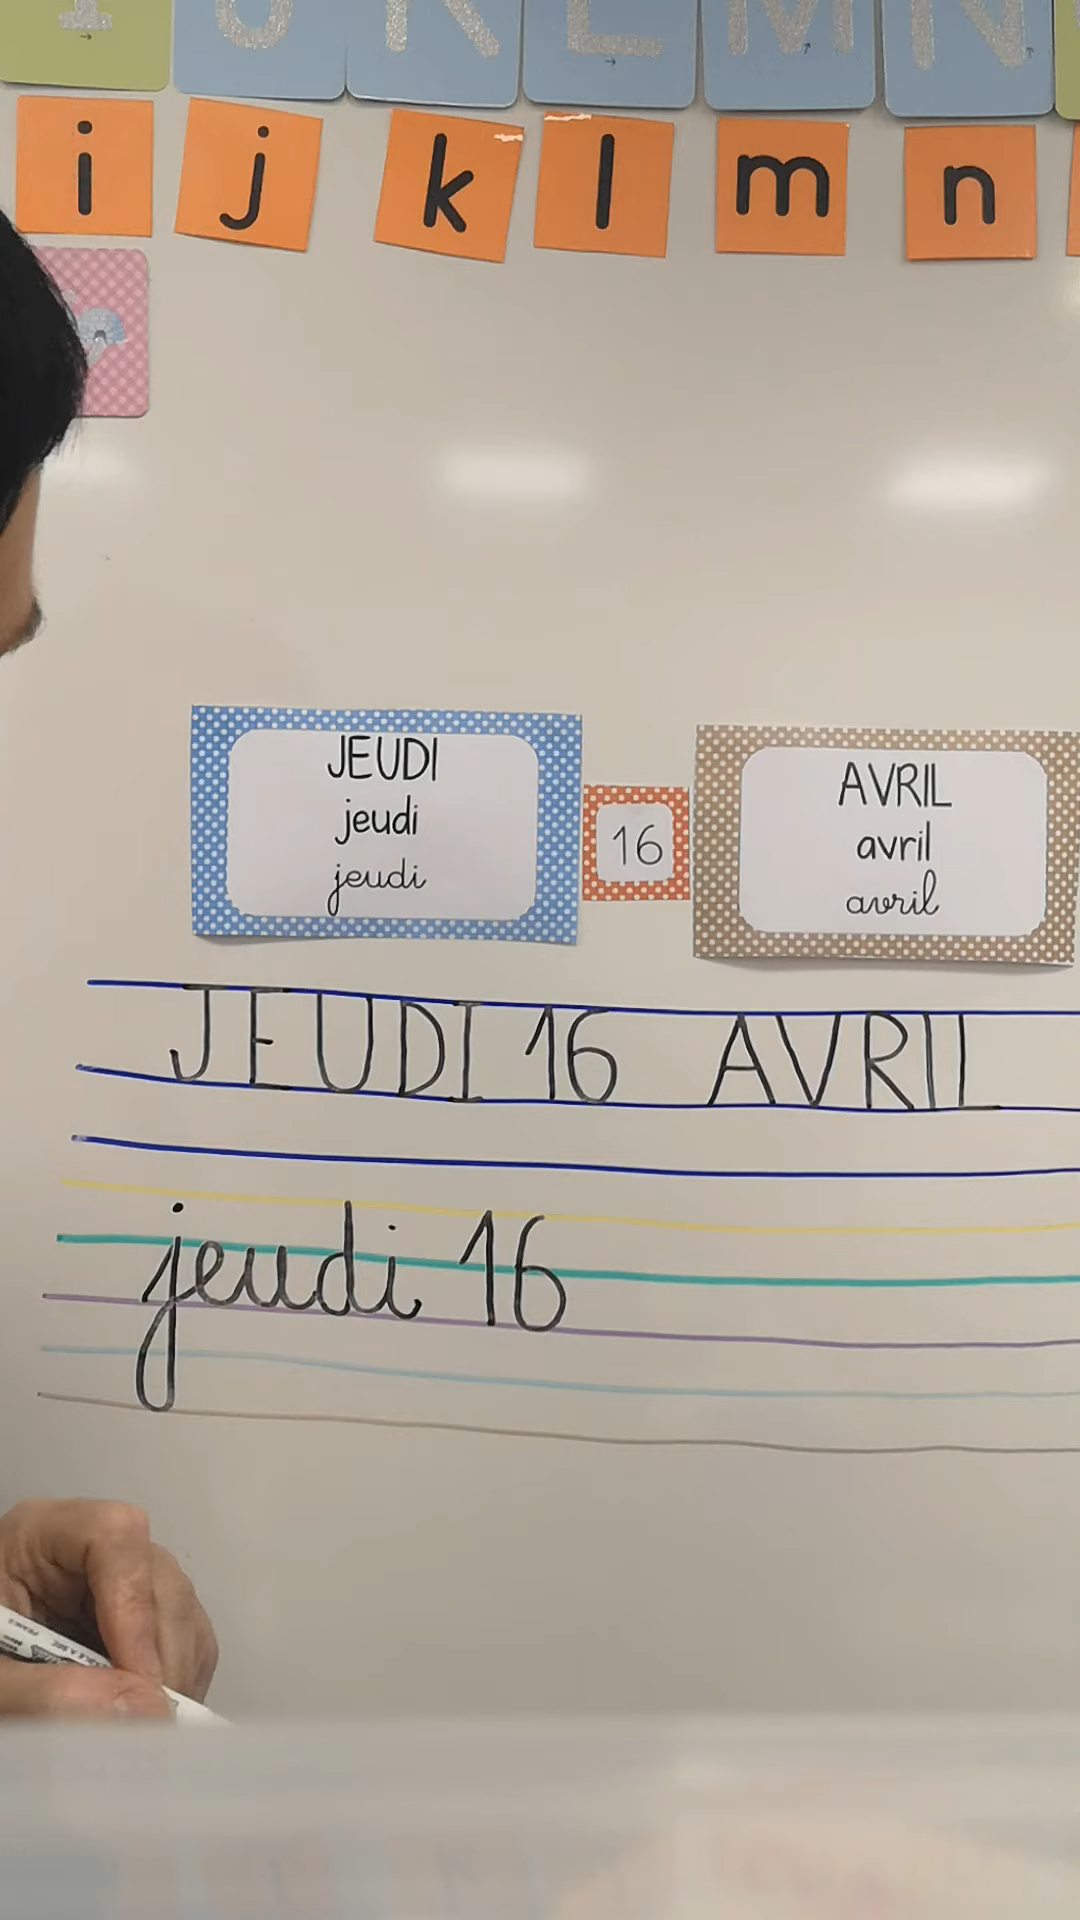 I J K L M N
i j k l m n
JEUDI
jeudi
jeudi
16
AVRIL
avril
avril
JEUDI 16 AVRIL
jeudi 16